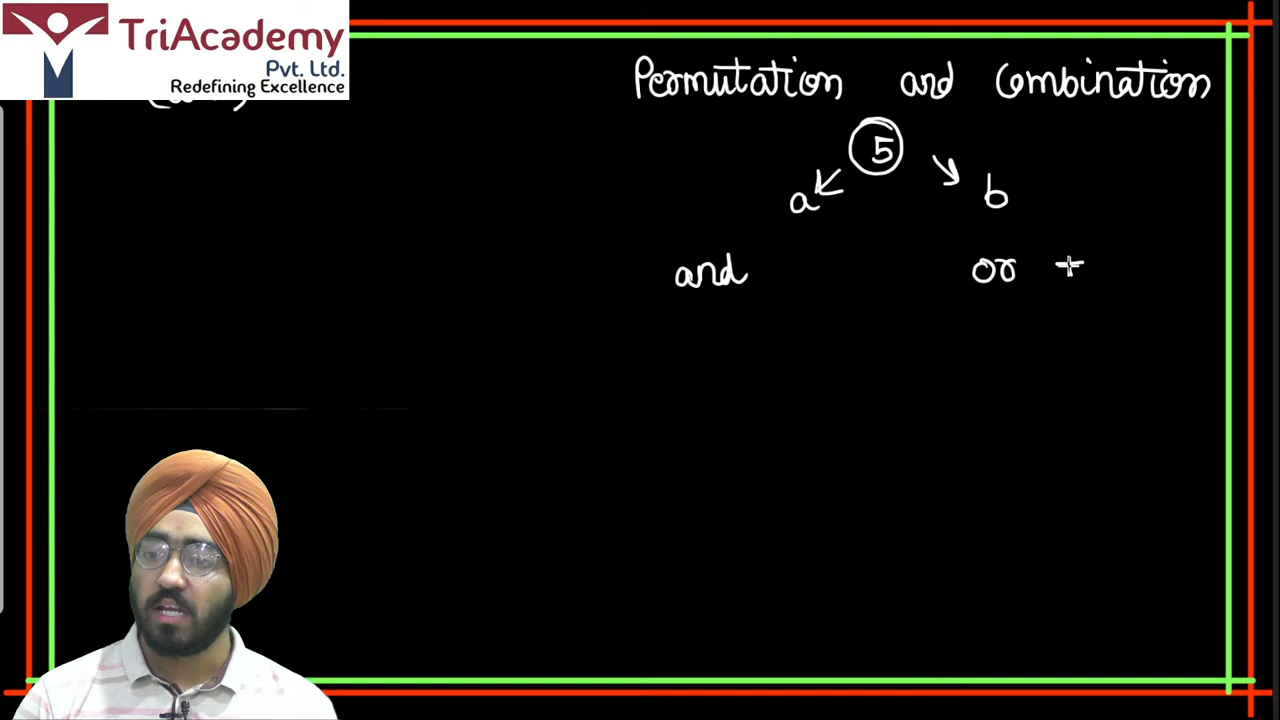 TriAcademy
Pvt. Ltd.
Redefining Excellence
Permutation and Combination
5
a b
and or +